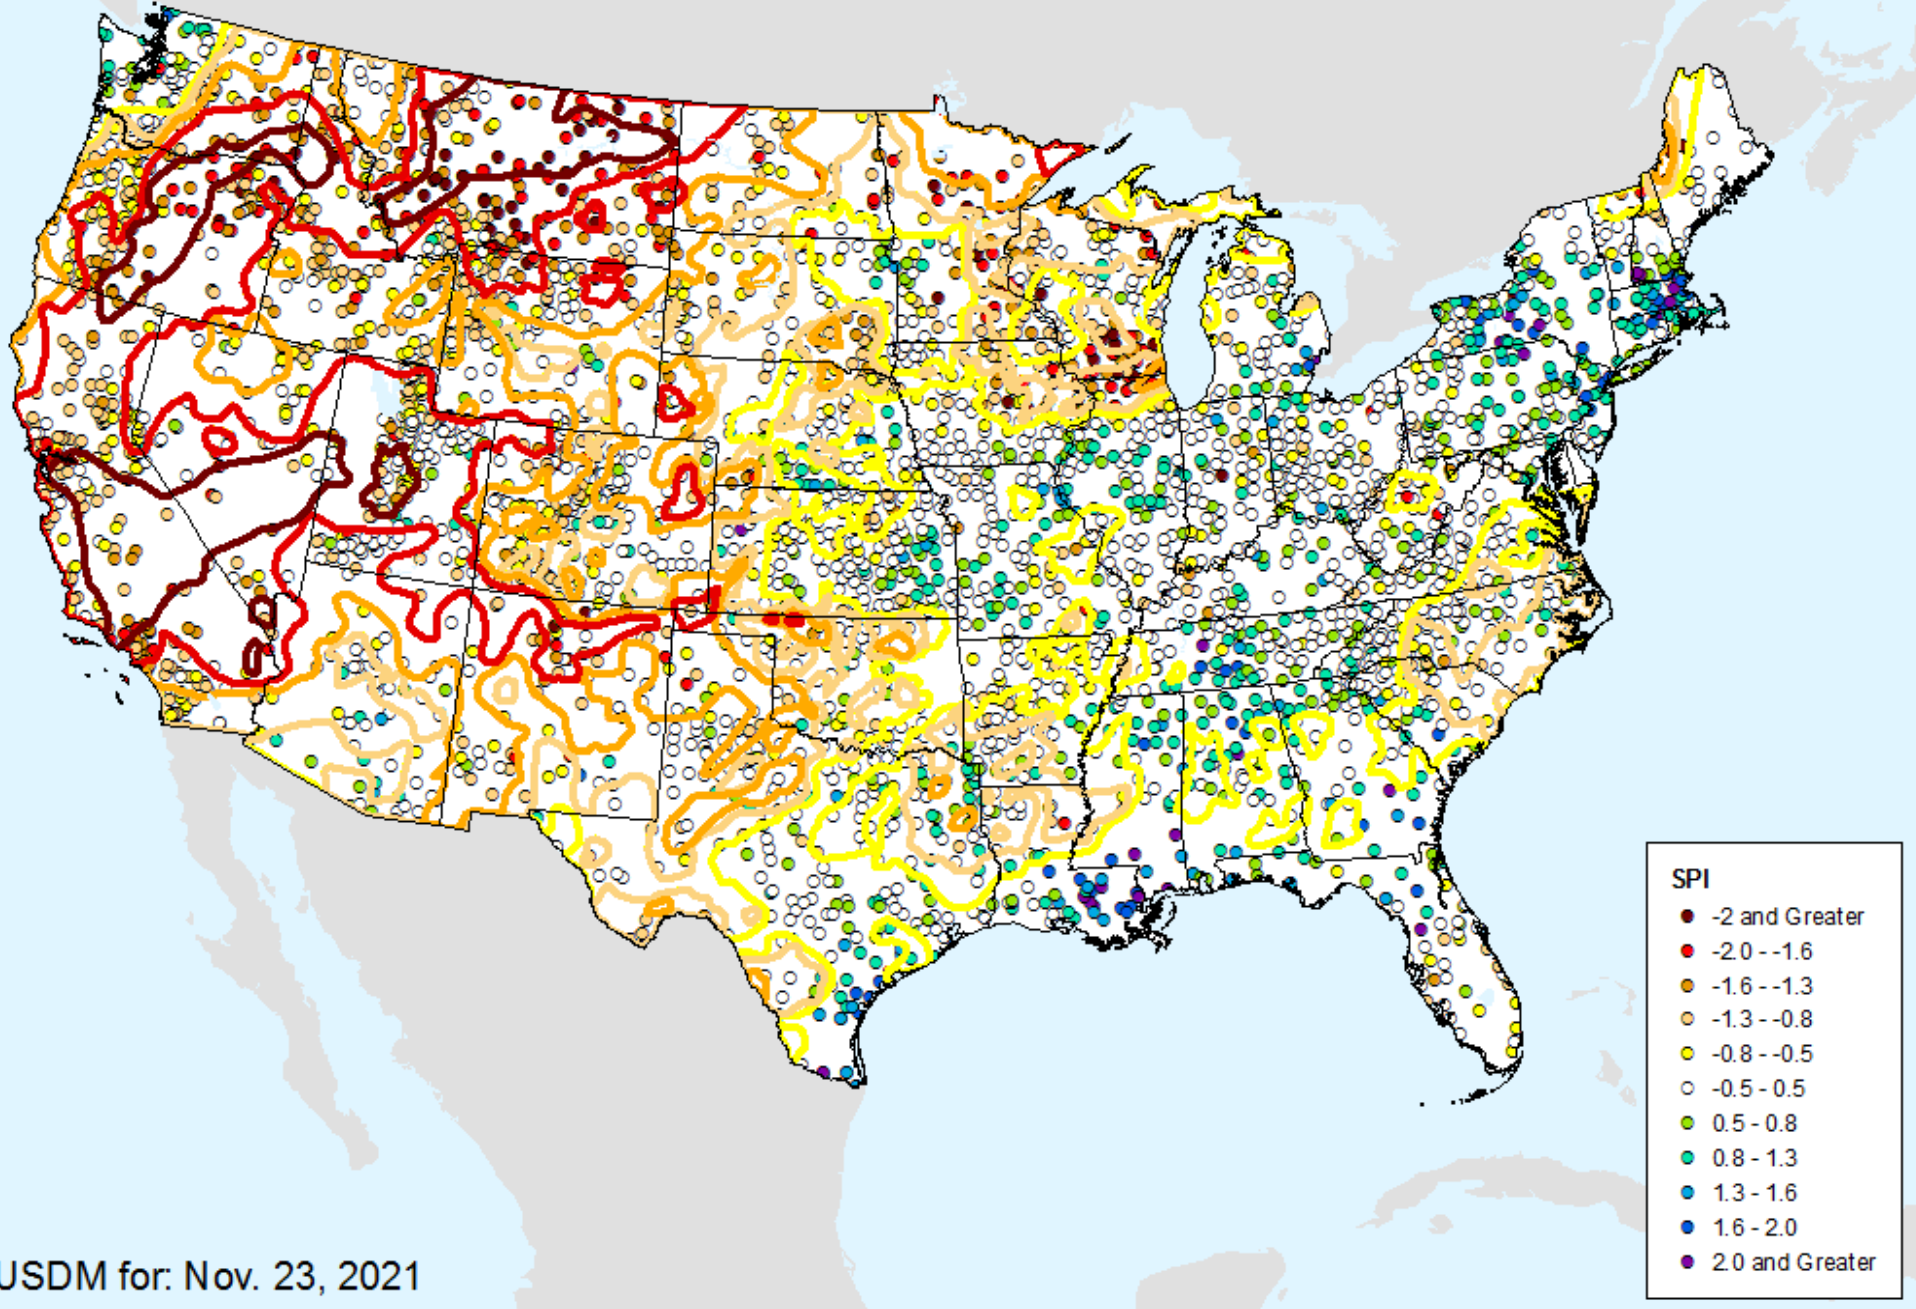 SPI
-2 and Greater
-2.0 - -1.6
-1.6 - -1.3
-1.3 - -0.8
-0.8 - -0.5
-0.5 - 0.5
0.5 - 0.8
0.8 - 1.3
1.3 - 1.6
1.6 - 2.0
2.0 and Greater
USDM for: Nov. 23, 2021